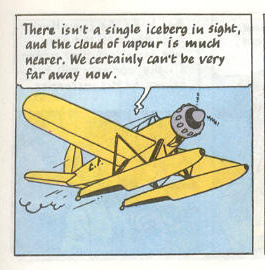 There isn't a single iceberg in sight,
and the cloud of vapour is much
nearer. We certainly can't be very
far away now.